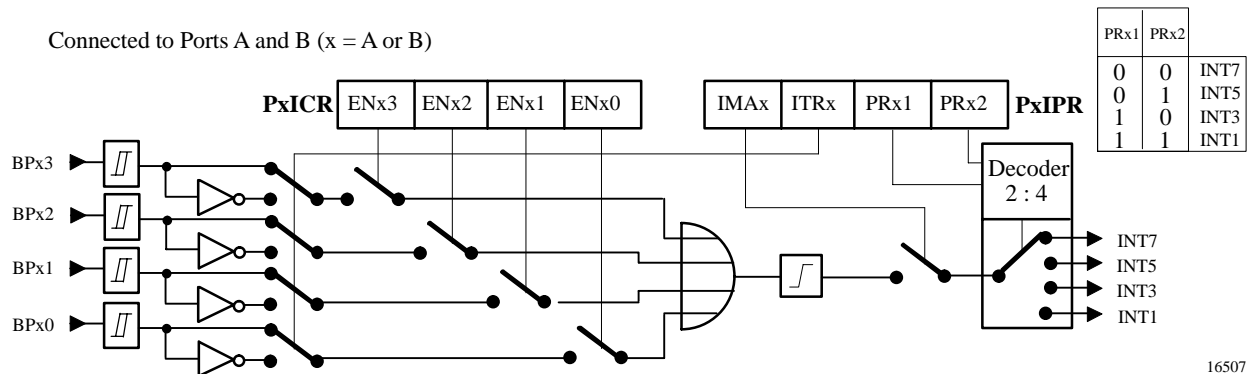 Connected to Ports A and B (x = A or B)
PRx1 PRx2
0 0 INT7
0 1 INT5
1 0 INT3
1 1 INT1
PxICR ENx3 ENx2 ENx1 ENx0
IMAx ITRx PRx1 PRx2 PxIPR
BPx3
BPx2
BPx1
BPx0
Decoder
2 : 4
INT7
INT5
INT3
INT1
16507